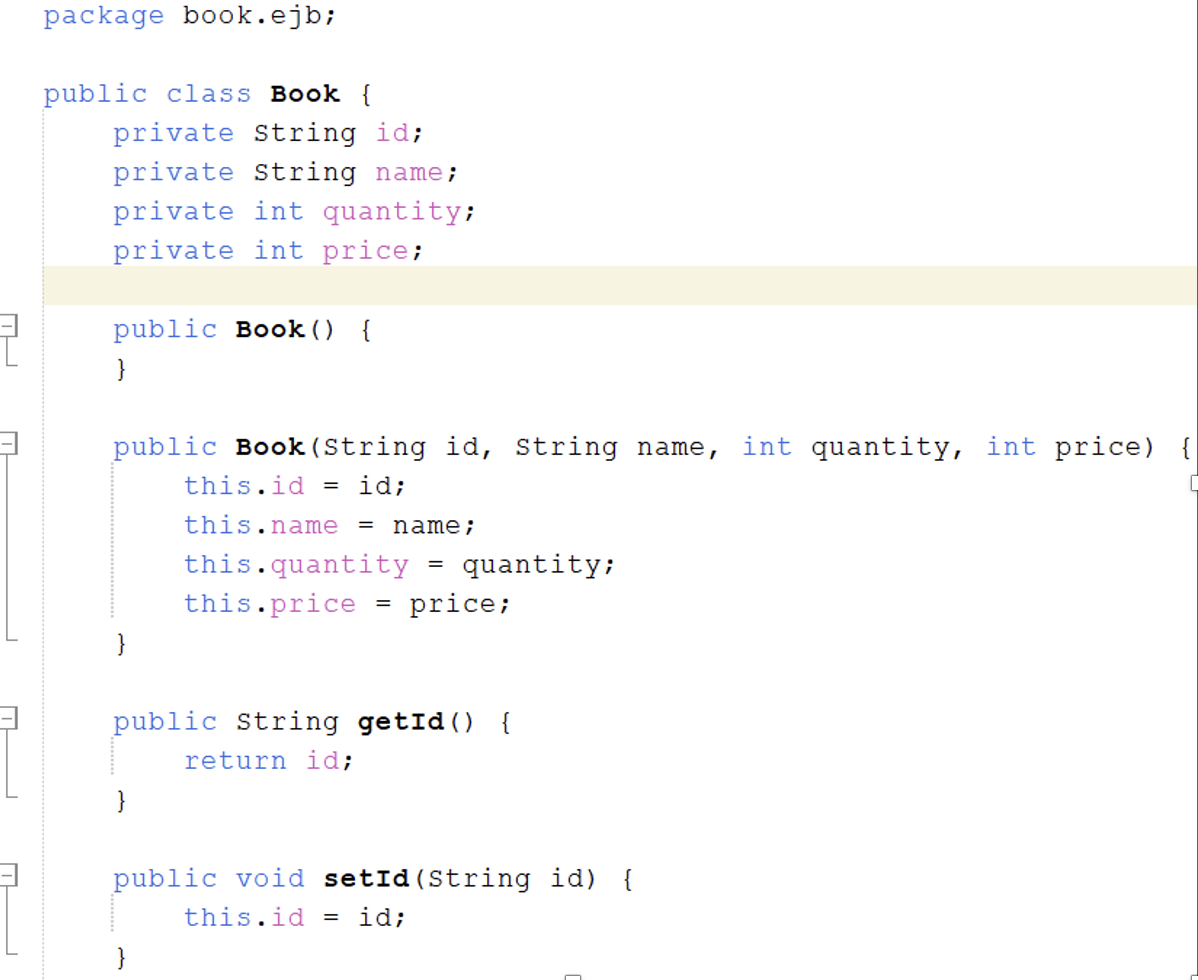 package book.ejb;
public class Book {
private String id;
private String name;
private int quantity;
private int price;
public Book() {
}
public Book(String id, String name, int quantity, int price) {
this.id = id;
this.name = name;
this.quantity = quantity;
this.price = price;
}
public String getId() {
return id;
}
public void setId(String id) {
this.id = id;
}